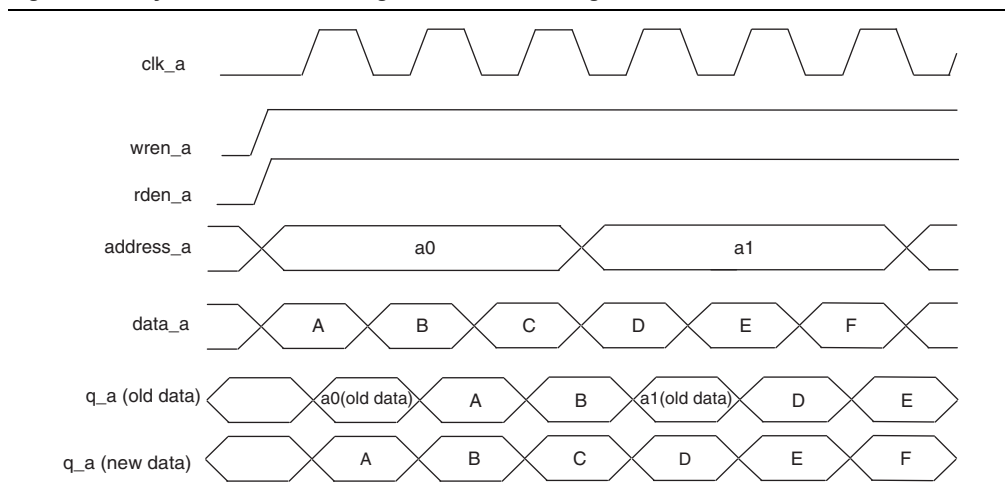 clk_a
wren_a
rden_a
address_a a0 a1
data_a A B C D E F
q_a (old data) a0(old data) A B a1(old data) D E
q_a (new data) A B C D E F